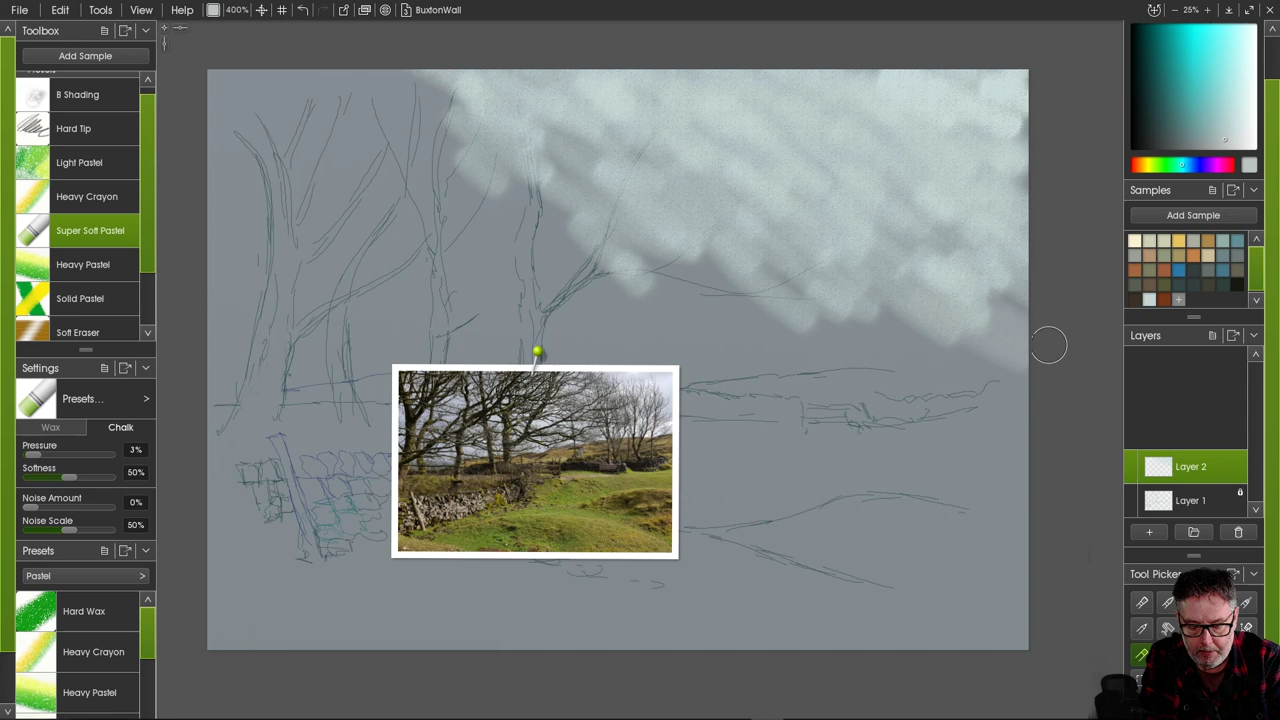 File Edit Tools View Help 400% BuxtonWall 25%
Toolbox
Add Sample
Presets
B Shading
Hard Tip
Light Pastel
Heavy Crayon
Super Soft Pastel
Heavy Pastel
Solid Pastel
Soft Eraser
Settings
Presets... >
Wax Chalk
Pressure 3%
Softness 50%
Noise Amount 0%
Noise Scale 50%
Presets
Pastel >
Hard Wax
Heavy Crayon
Heavy Pastel
Samples
Add Sample
Layers
Layer 2
Layer 1
Tool Picker